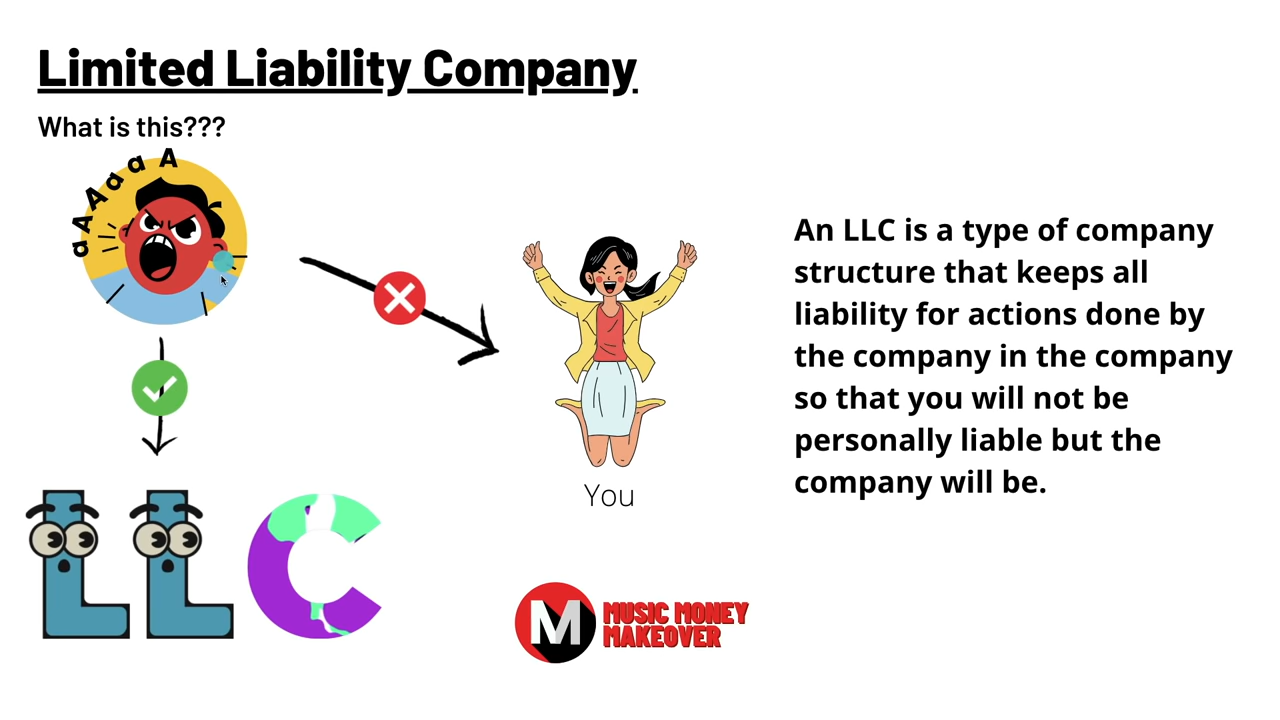 Limited Liability Company
What is this???
a A A a a A
An LLC is a type of company
structure that keeps all
liability for actions done by
the company in the company
so that you will not be
personally liable but the
company will be.
You
LLC
M
MUSIC MONEY
MAKEOVER